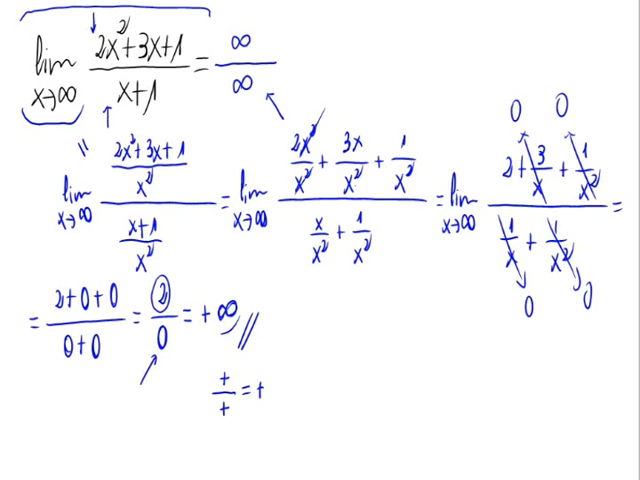 lim x→∞ (2x²+3x+1)/(x+1) = ∞/∞
" lim x→∞ ((2x²+3x+1)/x²)/((x+1)/x²) = lim x→∞ (2x²/x² + 3x/x² + 1/x²)/(x/x² + 1/x²) = lim x→∞ (2 + 3/x + 1/x²)/(1/x + 1/x²) =
0 0
0 0
= (2+0+0)/(0+0) = 2/0 = +∞ //
+/+ = +